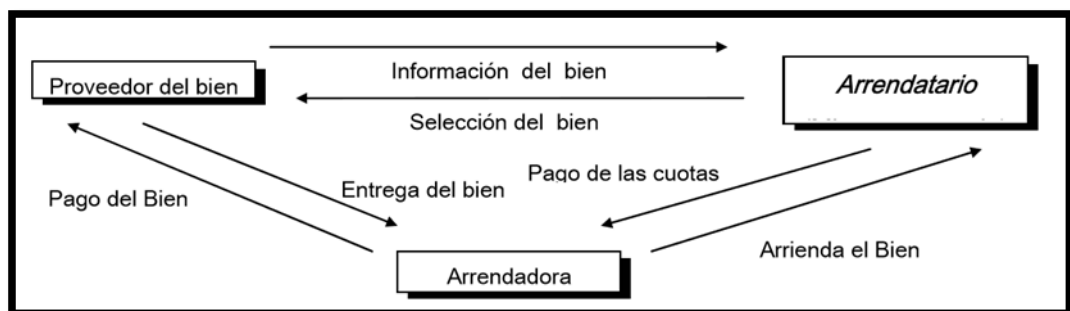 Información  del  bien
Proveedor del bien
Arrendatario
Selección del  bien
Pago de las cuotas
Entrega del bien
Pago del Bien
Arrienda el Bien
Arrendadora